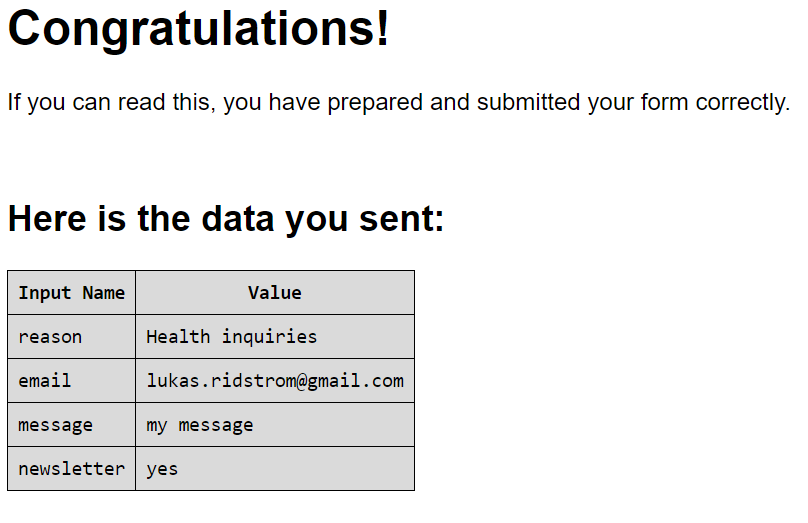 Congratulations!
If you can read this, you have prepared and submitted your form correctly.
Here is the data you sent:
Input Name Value
reason Health inquiries
email lukas.ridstrom@gmail.com
message my message
newsletter yes